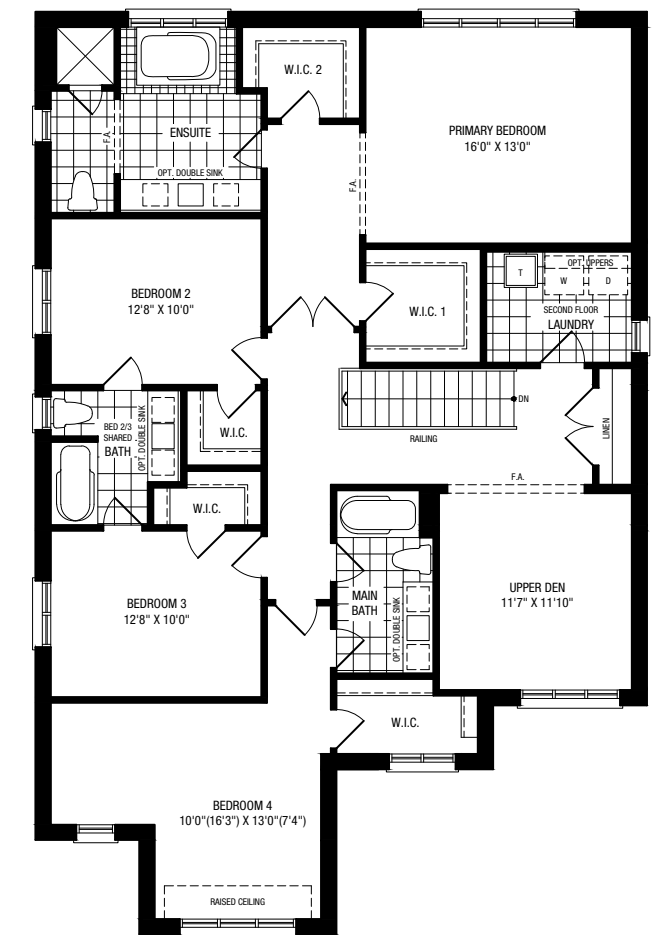 W.I.C. 2
PRIMARY BEDROOM
16'0" X 13'0"
F.A.
ENSUITE
OPT. DOUBLE SINK
F.A.
BEDROOM 2
12'8" X 10'0"
W.I.C. 1
OPT. UPPERS
T
W
D
SECOND FLOOR
LAUNDRY
DN
RAILING
LINEN
BED 2/3
SHARED
BATH
OPT. DOUBLE SINK
W.I.C.
W.I.C.
F.A.
UPPER DEN
11'7" X 11'10"
MAIN
BATH
OPT. DOUBLE SINK
BEDROOM 3
12'8" X 10'0"
W.I.C.
BEDROOM 4
10'0"(16'3") X 13'0"(7'4")
RAISED CEILING